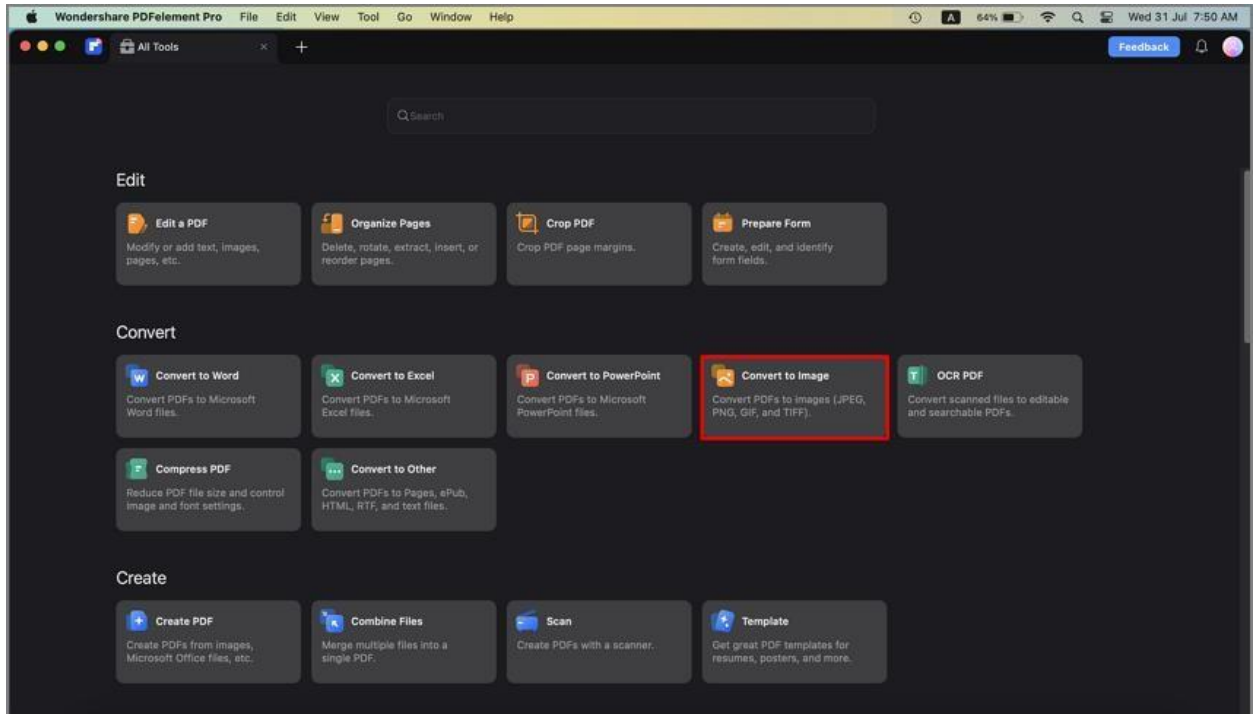 Wondershare PDFelement Pro File Edit View Tool Go Window Help A 64% Wed 31 Jul 7:50 AM
All Tools × + Feedback
Search
Edit
Edit a PDF
Modify or add text, images,
pages, etc.
Organize Pages
Delete, rotate, extract, insert, or
reorder pages.
Crop PDF
Crop PDF page margins.
Prepare Form
Create, edit, and identify
form fields.
Convert
W Convert to Word
Convert PDFs to Microsoft
Word files.
X Convert to Excel
Convert PDFs to Microsoft
Excel files.
P Convert to PowerPoint
Convert PDFs to Microsoft
PowerPoint files.
Convert to Image
Convert PDFs to images (JPEG,
PNG, GIF, and TIFF).
T OCR PDF
Convert scanned files to editable
and searchable PDFs.
Compress PDF
Reduce PDF file size and control
image and font settings.
Convert to Other
Convert PDFs to Pages, ePub,
HTML, RTF, and text files.
Create
Create PDF
Create PDFs from images,
Microsoft Office files, etc.
Combine Files
Merge multiple files into a
single PDF.
Scan
Create PDFs with a scanner.
Template
Get great PDF templates for
resumes, posters, and more.